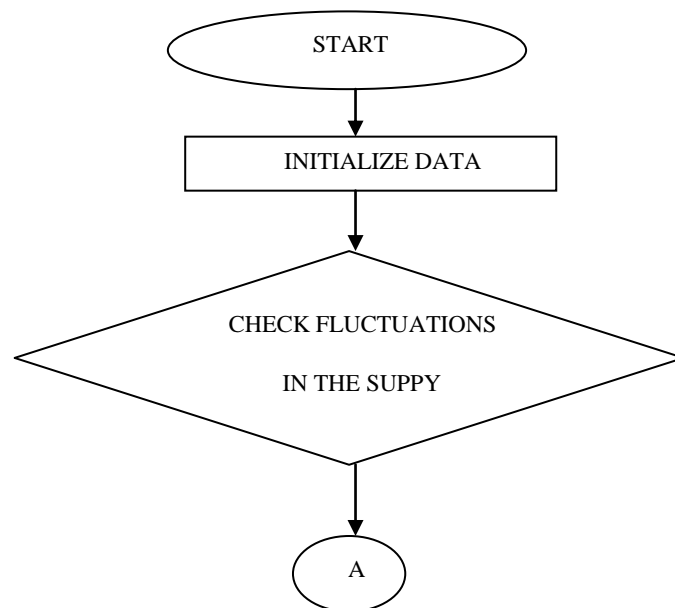 START
INITIALIZE DATA
CHECK FLUCTUATIONS
IN THE SUPPY
A